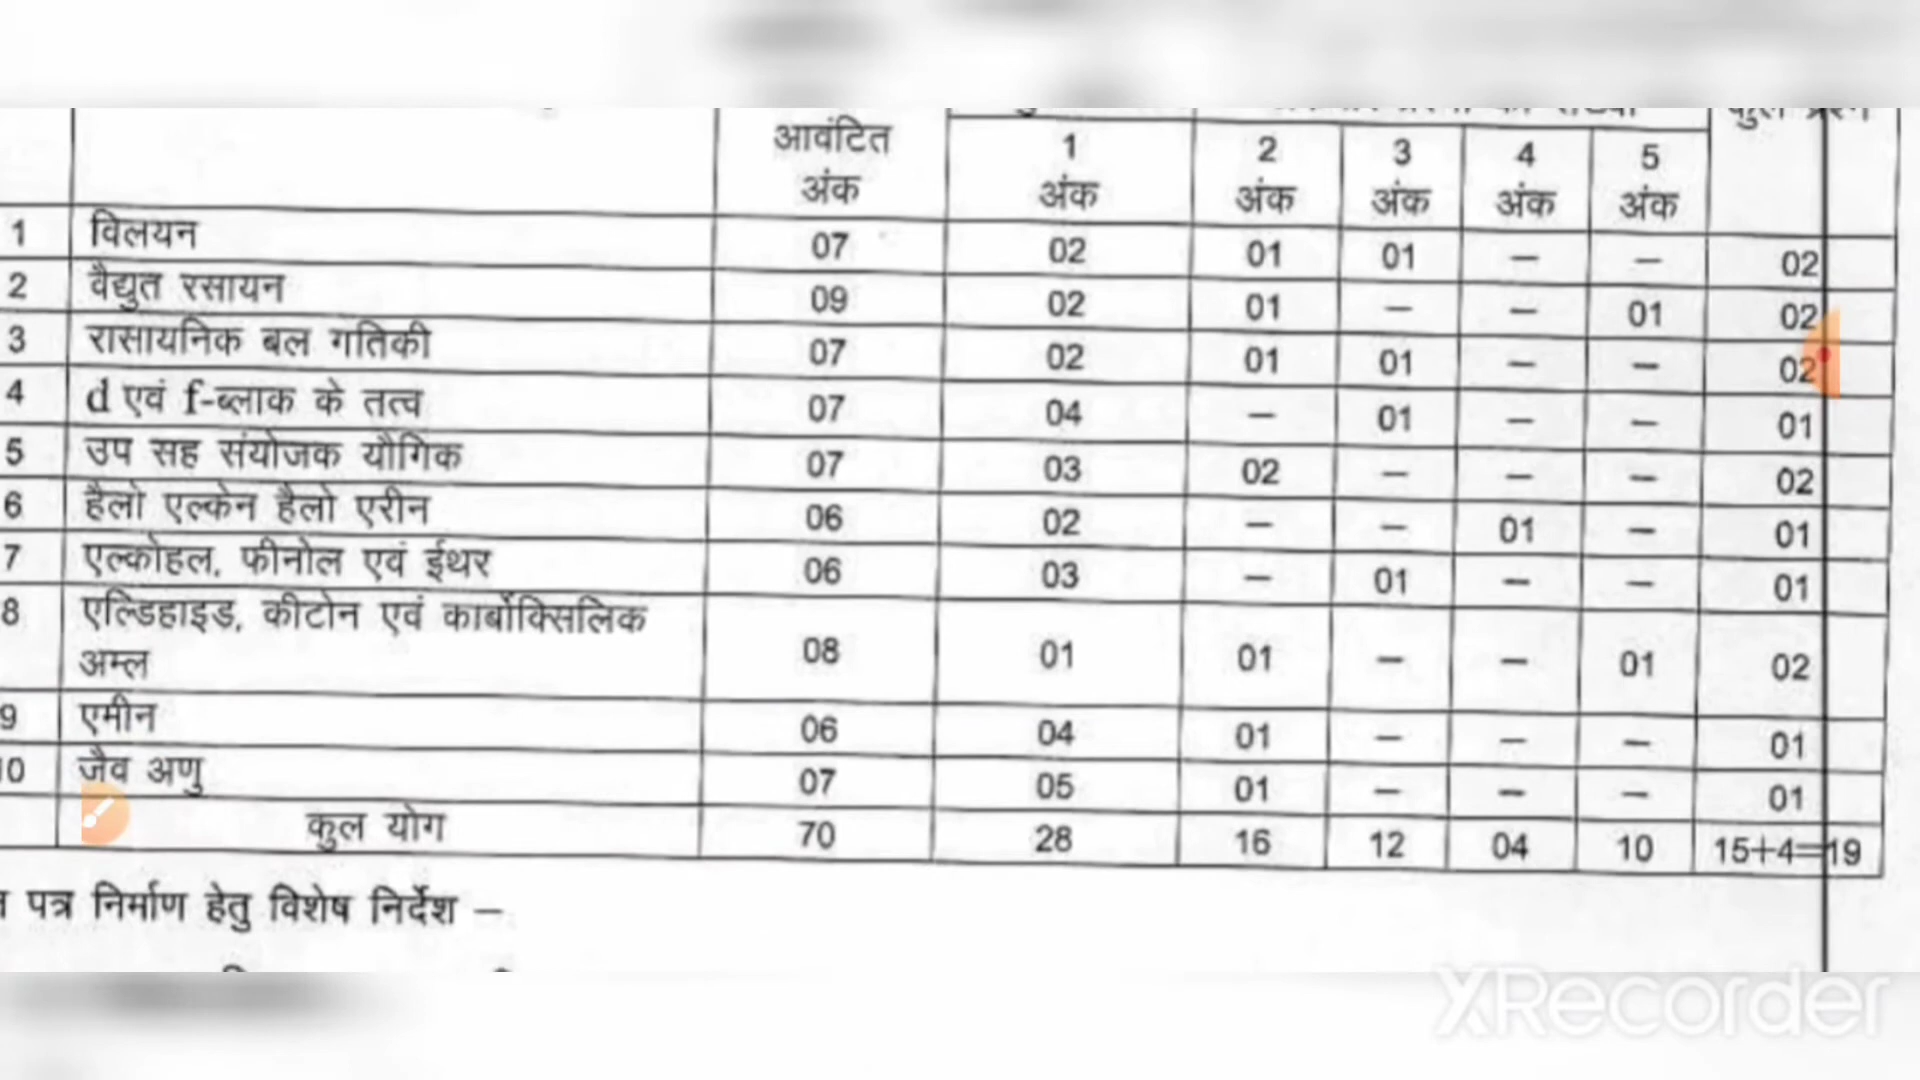 आवंटित अंक 1 अंक 2 अंक 3 अंक 4 अंक 5 अंक
1 विलयन 07 02 01 01 – – 02
2 वैद्युत रसायन 09 02 01 – – 01 02
3 रासायनिक बल गतिकी 07 02 01 01 – – 02
4 d एवं f-ब्लाक के तत्व 07 04 – 01 – – 01
5 उप सह संयोजक यौगिक 07 03 02 – – – 02
6 हैलो एल्केन हैलो एरीन 06 02 – – 01 – 01
7 एल्कोहल, फीनोल एवं ईथर 06 03 – 01 – – 01
8 एल्डिहाइड, कीटोन एवं कार्बोक्सिलिक अम्ल 08 01 01 – – 01 02
9 एमीन 06 04 01 – – – 01
10 जैव अणु 07 05 01 – – – 01
कुल योग 70 28 16 12 04 10 15+4=19
पत्र निर्माण हेतु विशेष निर्देश –
XRecorder